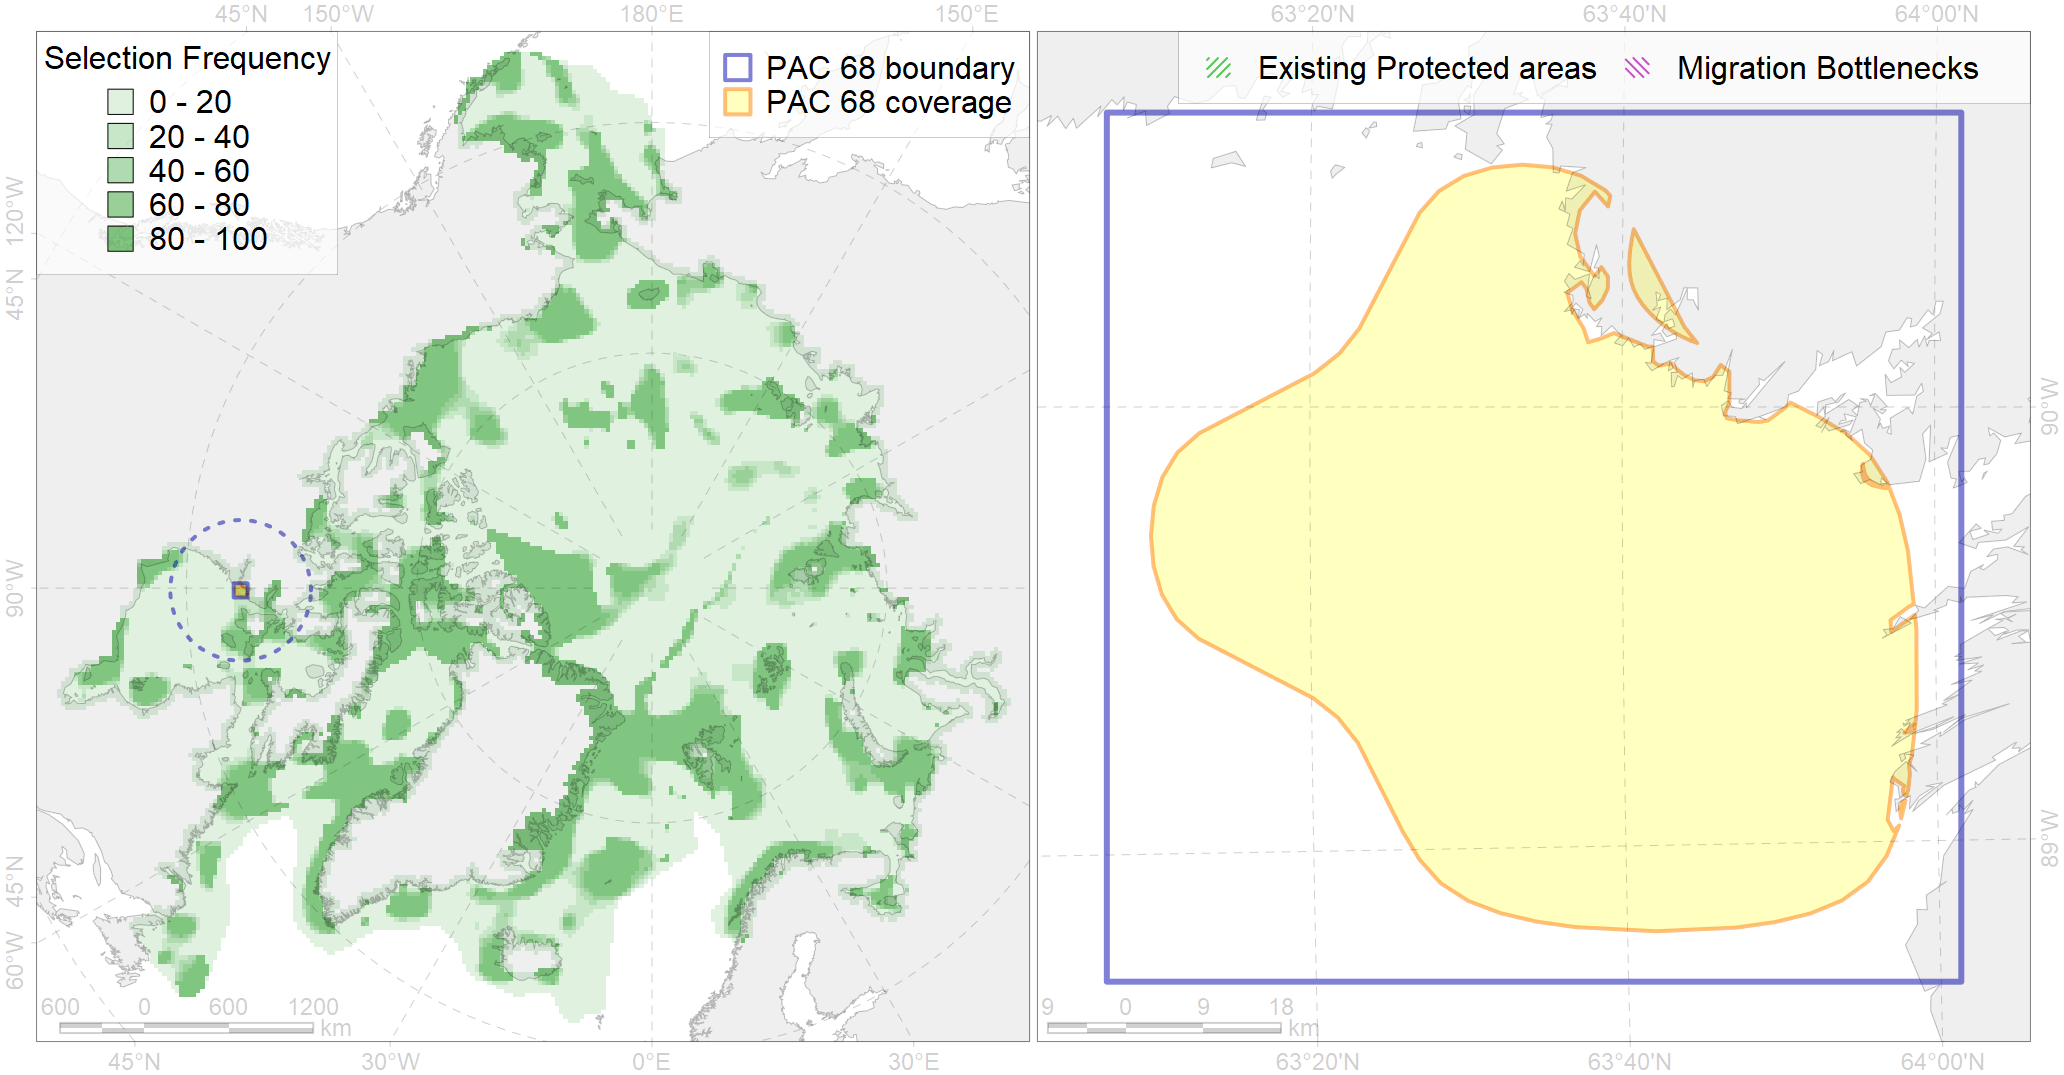 45°N 150°W 180°E 150°E 63°20'N 63°40'N 64°00'N
Selection Frequency
0 - 20
20 - 40
40 - 60
60 - 80
80 - 100
PAC 68 boundary
PAC 68 coverage
Existing Protected areas
Migration Bottlenecks
120°W
45°N
90°W
45°N
60°W
90°W
89°W
600 0 600 1200
km
9 0 9 18
km
45°N 30°W 0°E 30°E 63°20'N 63°40'N 64°00'N